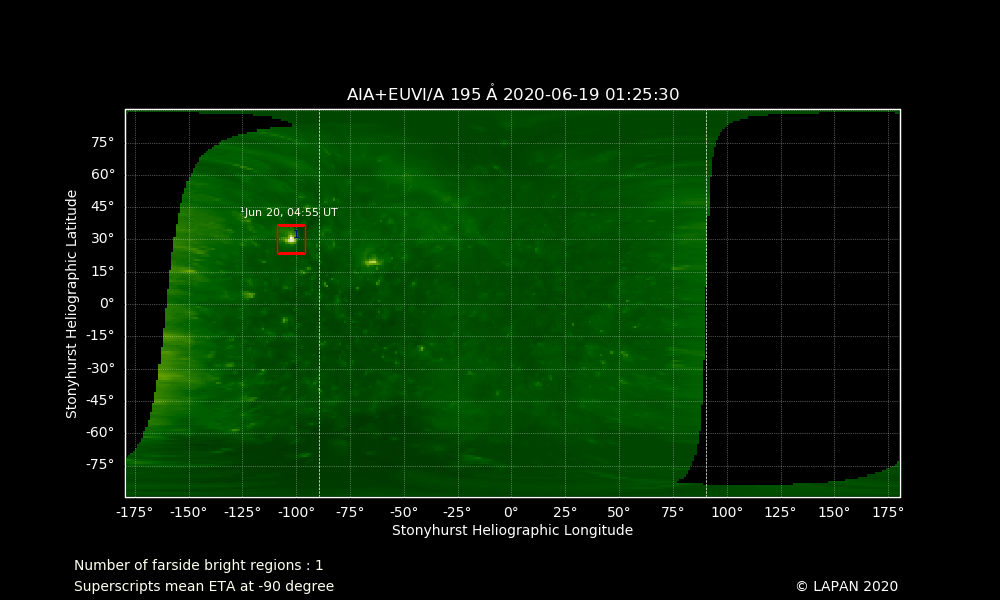 AIA+EUVI/A 195 Å 2020-06-19 01:25:30
75°
60°
45°
30°
15°
0°
-15°
-30°
-45°
-60°
-75°
Stonyhurst Heliographic Latitude
¹Jun 20, 04:55 UT
-175° -150° -125° -100° -75° -50° -25° 0° 25° 50° 75° 100° 125° 150° 175°
Stonyhurst Heliographic Longitude
Number of farside bright regions : 1
Superscripts mean ETA at -90 degree
© LAPAN 2020